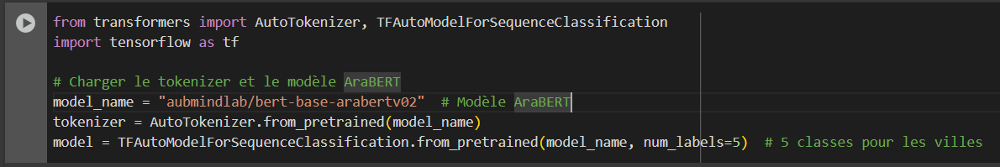 from transformers import AutoTokenizer, TFAutoModelForSequenceClassification
import tensorflow as tf
# Charger le tokenizer et le modèle AraBERT
model_name = "aubmindlab/bert-base-arabertv02"  # Modèle AraBERT
tokenizer = AutoTokenizer.from_pretrained(model_name)
model = TFAutoModelForSequenceClassification.from_pretrained(model_name, num_labels=5)  # 5 classes pour les villes